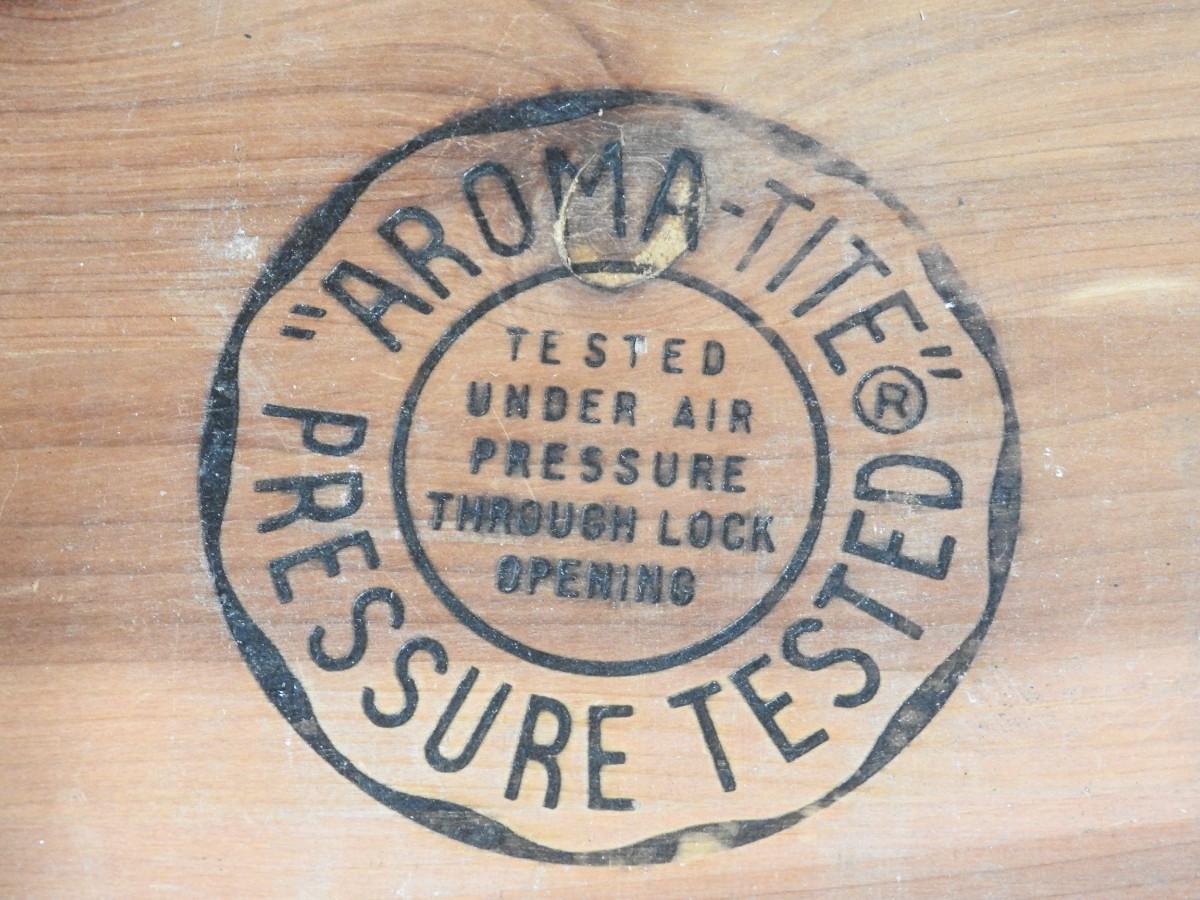 "AROMA-TITE"®
PRESSURE TESTED
TESTED
UNDER AIR
PRESSURE
THROUGH LOCK
OPENING